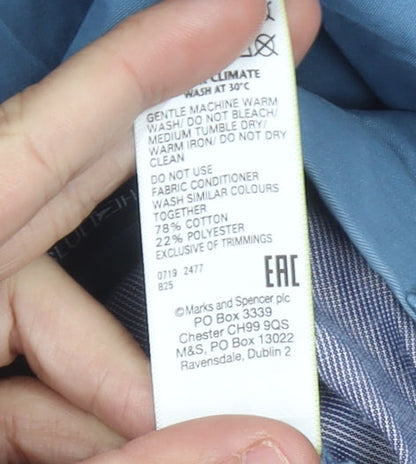 CLIMATE
WASH AT 30°C
GENTLE MACHINE WARM
WASH/ DO NOT BLEACH/
MEDIUM TUMBLE DRY/
WARM IRON/ DO NOT DRY
CLEAN
DO NOT USE
FABRIC CONDITIONER
WASH SIMILAR COLOURS
TOGETHER
78% COTTON
22% POLYESTER
EXCLUSIVE OF TRIMMINGS
0719 2477
825
EAC
©Marks and Spencer plc
PO Box 3339
Chester CH99 9QS
M&S, PO Box 13022
Ravensdale, Dublin 2